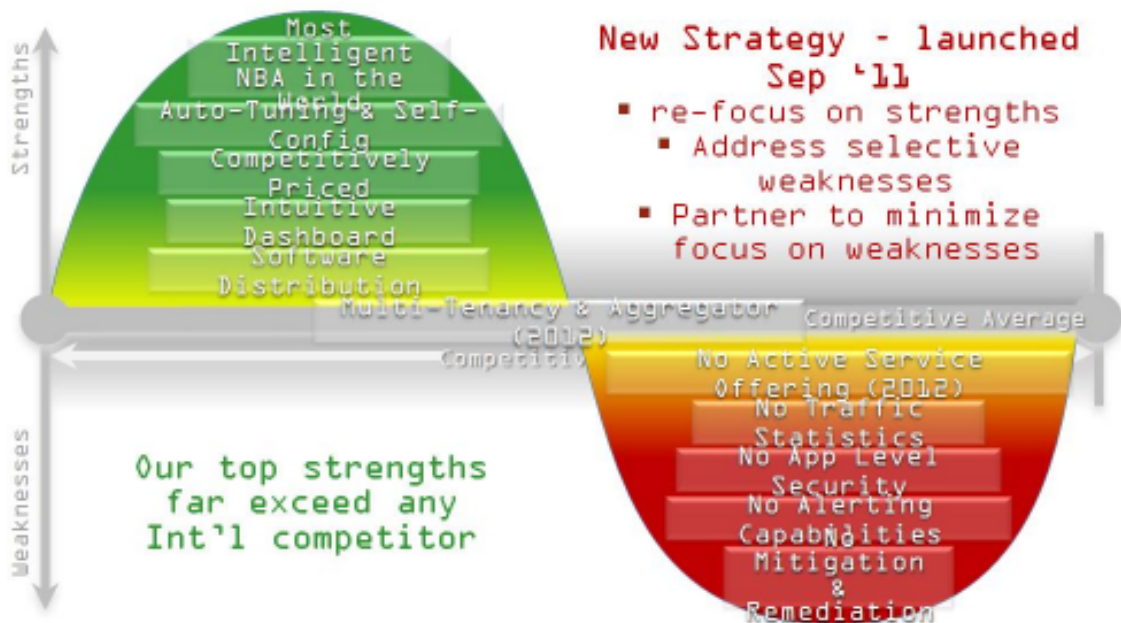 Strengths
Most
Intelligent
NBA in the
World
Auto-Tuning & Self-
Config
Competitively
Priced
Intuitive
Dashboard
Software
Distribution
New Strategy - launched
Sep ‘11
▪ re-focus on strengths
▪ Address selective
weaknesses
▪ Partner to minimize
focus on weaknesses
Multi-Tenancy & Aggregator
(2012)
Competitive Average
No Active Service
Offering (2012)
No Traffic
Statistics
No App Level
Security
No Alerting
Capabilities
No
Mitigation
&
Remediation
Weaknesses
Our top strengths
far exceed any
Int’l competitor